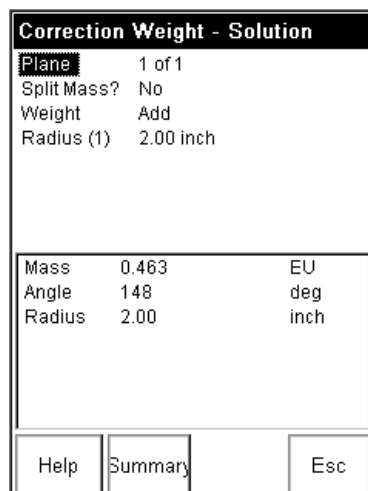 Correction Weight - Solution
Plane 1 of 1
Split Mass? No
Weight Add
Radius (1) 2.00 inch
Mass 0.463 EU
Angle 148 deg
Radius 2.00 inch
Help Summary Esc